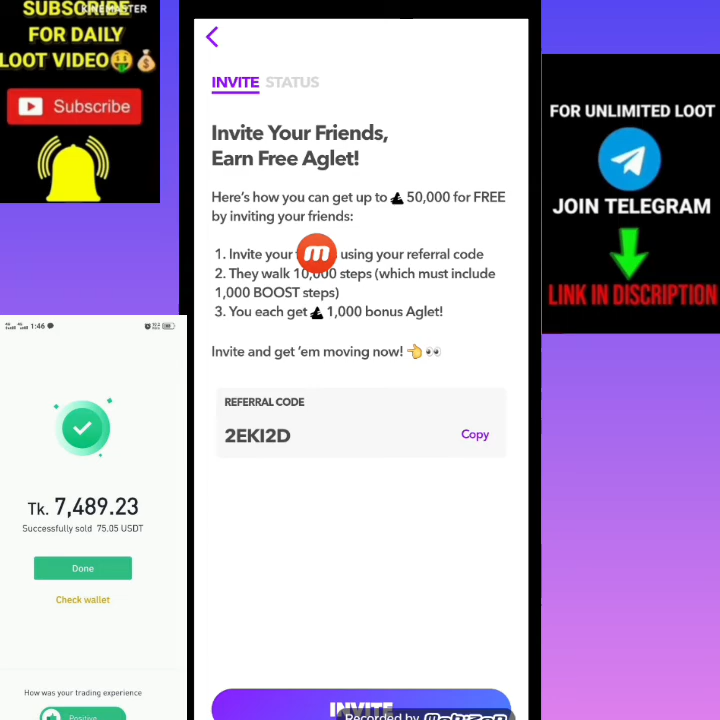 SUBSCRIBE
KINEMASTER
FOR DAILY
LOOT VIDEO🤑💰
Subscribe
INVITE STATUS
Invite Your Friends,
Earn Free Aglet!
Here's how you can get up to 50,000 for FREE
by inviting your friends:
1. Invite your using your referral code
2. They walk 10,000 steps (which must include
1,000 BOOST steps)
3. You each get 1,000 bonus Aglet!
Invite and get 'em moving now! 👈 👀
REFERRAL CODE
2EKI2D
Copy
INVITE
Recorded by
FOR UNLIMITED LOOT
JOIN TELEGRAM
LINK IN DISCRIPTION
1:46
Tk. 7,489.23
Successfully sold 75.05 USDT
Done
Check wallet
How was your trading experience
Positive